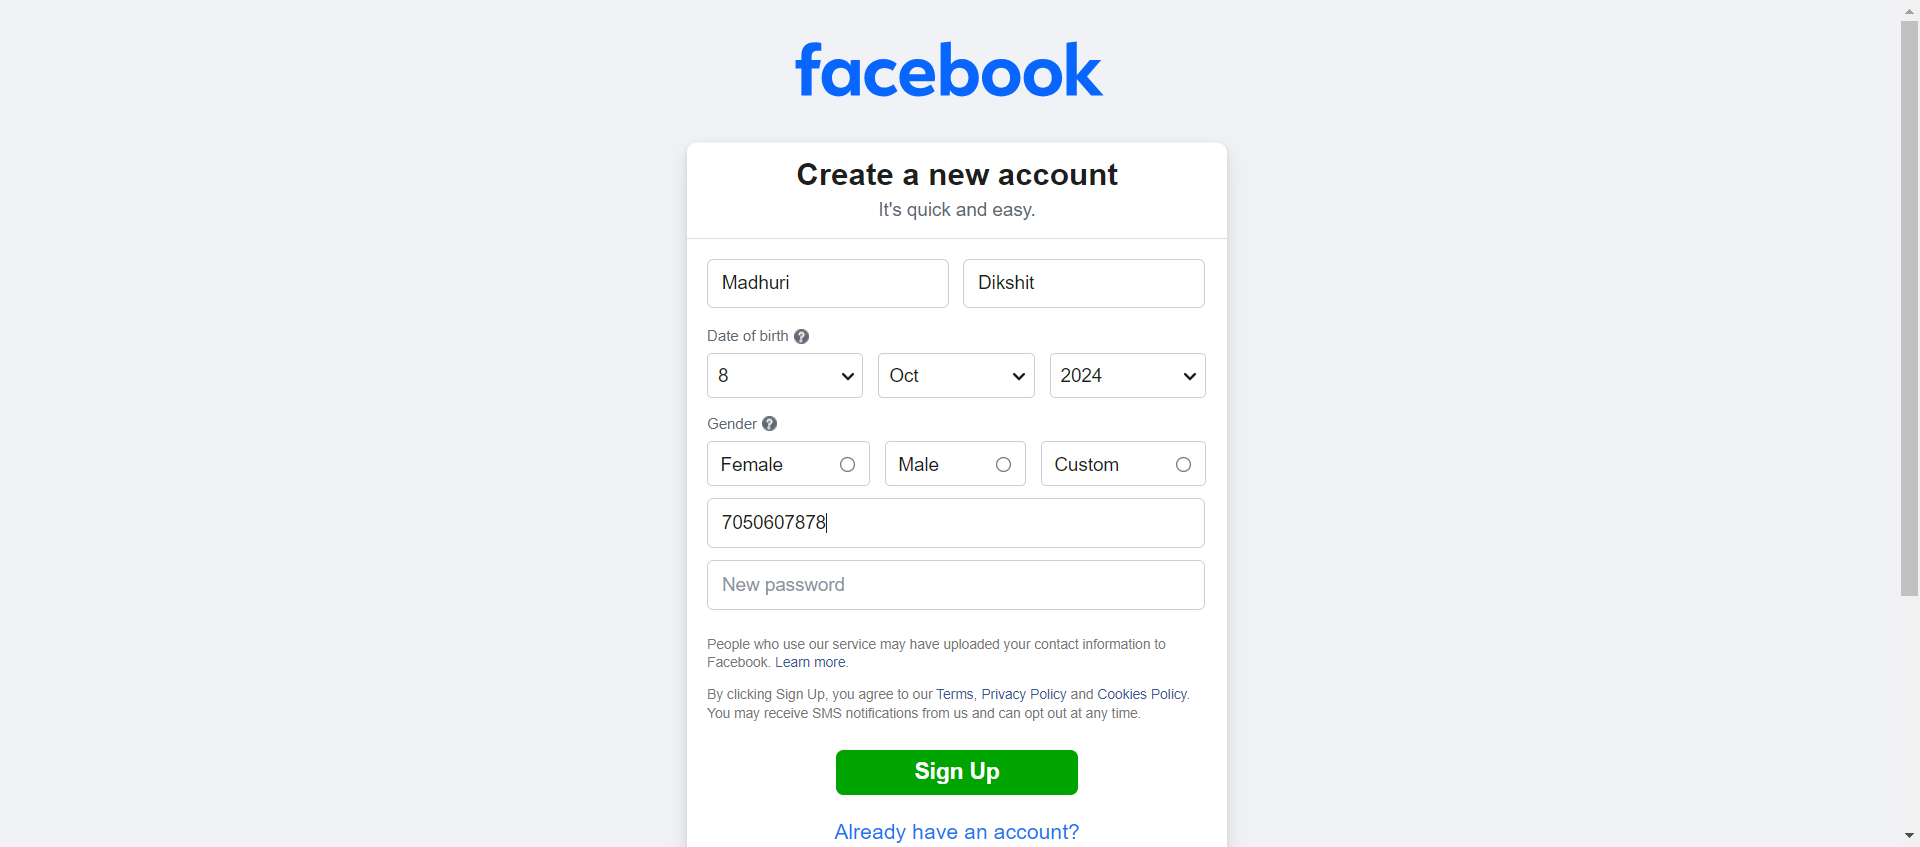 facebook
Create a new account
It's quick and easy.
Madhuri Dikshit
Date of birth ?
8 Oct 2024
Gender ?
Female Male Custom
7050607878
New password
People who use our service may have uploaded your contact information to
Facebook. Learn more.
By clicking Sign Up, you agree to our Terms, Privacy Policy and Cookies Policy.
You may receive SMS notifications from us and can opt out at any time.
Sign Up
Already have an account?